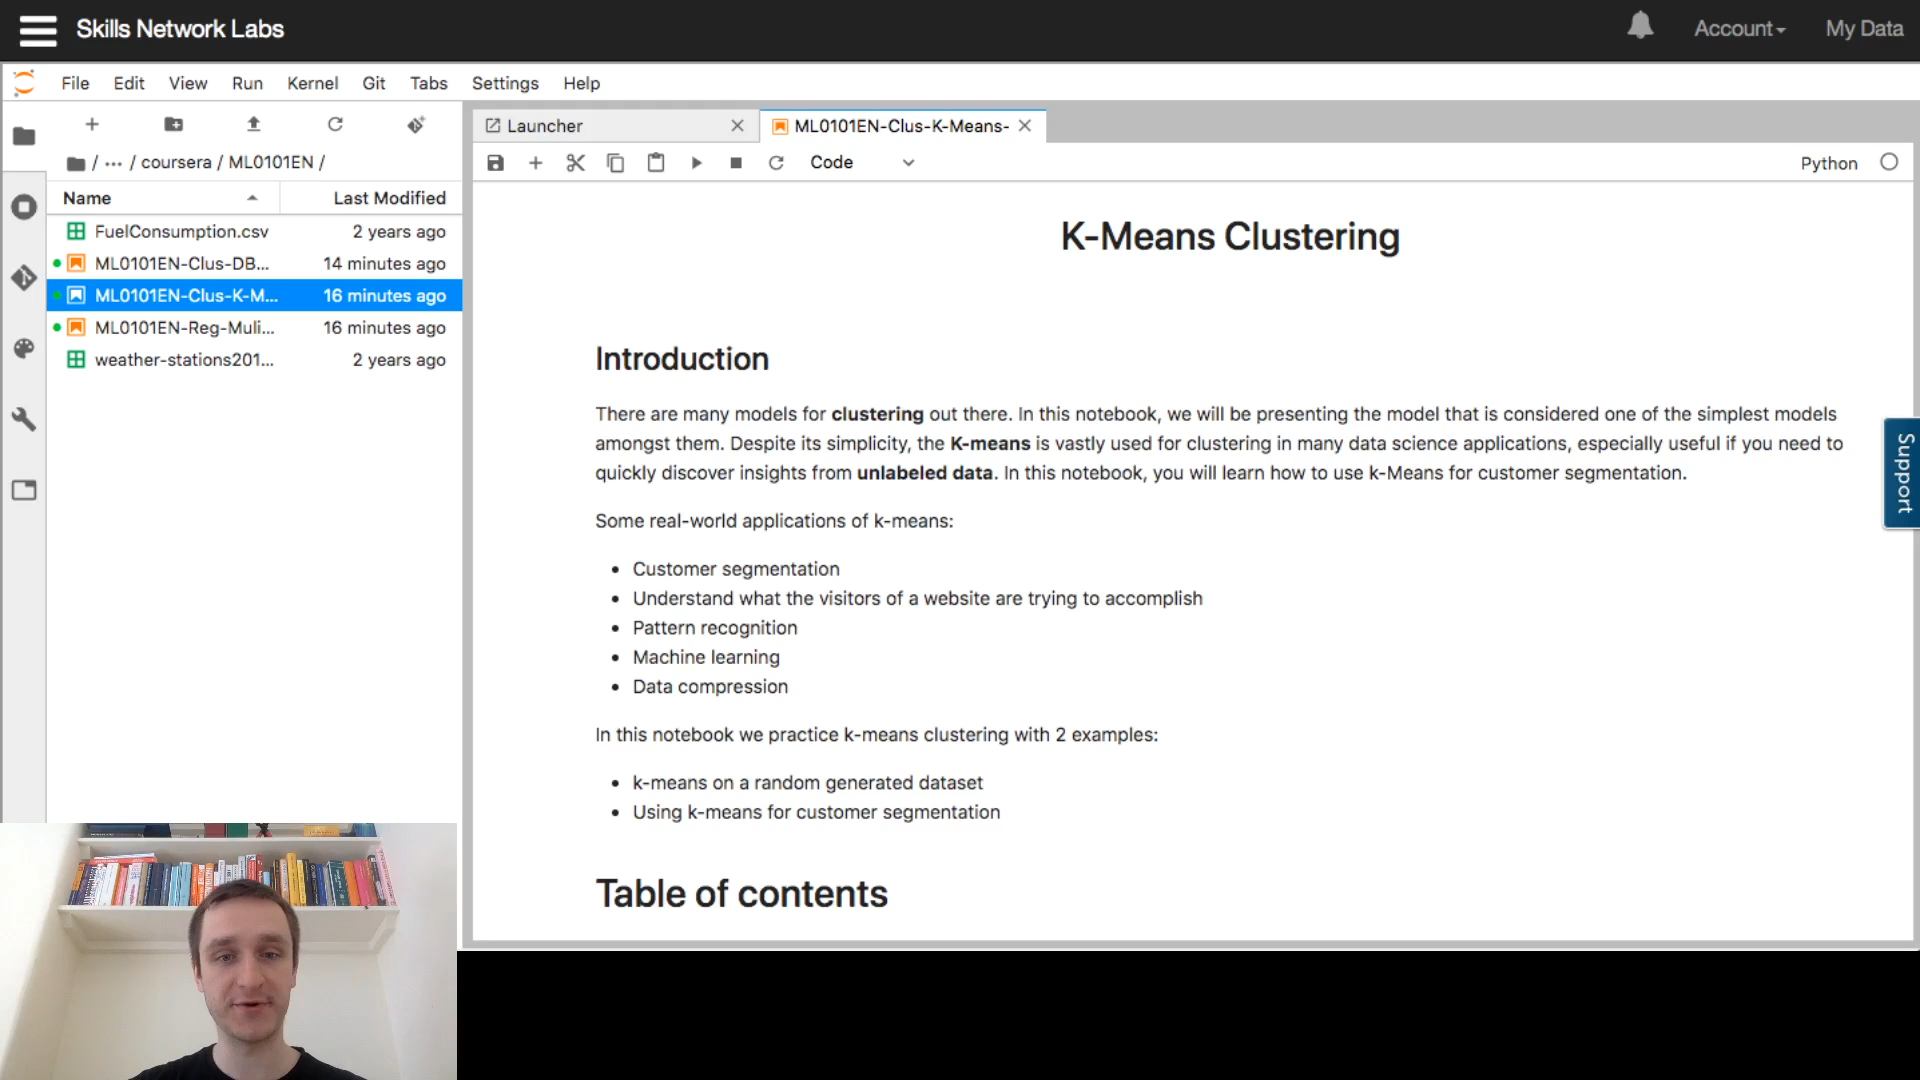 Skills Network Labs
Account
My Data
File Edit View Run Kernel Git Tabs Settings Help
Launcher
ML0101EN-Clus-K-Means-
/ ··· / coursera / ML0101EN /
Code
Python
Name
Last Modified
FuelConsumption.csv 2 years ago
ML0101EN-Clus-DB... 14 minutes ago
ML0101EN-Clus-K-M... 16 minutes ago
ML0101EN-Reg-Muli... 16 minutes ago
weather-stations201... 2 years ago
K-Means Clustering
Introduction
There are many models for clustering out there. In this notebook, we will be presenting the model that is considered one of the simplest models
amongst them. Despite its simplicity, the K-means is vastly used for clustering in many data science applications, especially useful if you need to
quickly discover insights from unlabeled data. In this notebook, you will learn how to use k-Means for customer segmentation.
Some real-world applications of k-means:
• Customer segmentation
• Understand what the visitors of a website are trying to accomplish
• Pattern recognition
• Machine learning
• Data compression
In this notebook we practice k-means clustering with 2 examples:
• k-means on a random generated dataset
• Using k-means for customer segmentation
Table of contents
Support